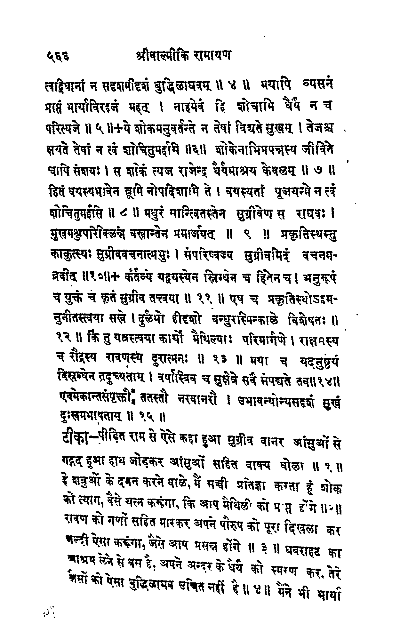 ५६६ श्रीवाल्मीकि रामायण
त्वद्विधानां न सदृशमीदृशं बुद्धिलाघवम् ॥ ४ ॥ मयापि व्यसनं
प्राप्तं भार्याविरहजं महत् । नाहमेवं हि शोचामि धैर्यं न च
परित्यजे ॥ ५ ॥+ये शोकमनुवर्तन्ते न तेषां विद्यते सुखम् । तेजश्च
क्षयते तेषां न त्वं शोचितुमर्हसि ॥६॥ शोकेनाभिप्रपन्नस्य जीविते
चापि संशयः । स शोकं त्यज राजेन्द्र धैर्यमाश्रय केवलम् ॥ ७ ॥
हितं वयस्यभावेन ब्रूमि नोपदिशामि ते । वयस्यतां पूजयन्मे न त्वं
शोचितुमर्हसि ॥ ८ ॥ मधुरं सान्त्वितस्तेन सुग्रीवेण स राघवः ।
मुखमश्रुपरिक्लिन्नं वस्त्रान्तेन प्रमार्जयत् ॥ ९ ॥ प्रकृतिस्थस्तु
काकुत्स्थः सुग्रीववचनात्प्रभुः । संपरिष्वज्य सुग्रीवमिदं वचनम-
ब्रवीत् ॥१०॥+ कर्तव्यं यद्वयस्येन स्निग्धेन च हितेन च । अनुरूपं
च युक्तं च कृतं सुग्रीव तत्त्वया ॥ ११ ॥ एष च प्रकृतिस्थोऽहम-
नुनीतस्त्वया सखे । दुर्लभो हीदृशो बन्धुरस्मिन्काले विशेषतः ॥
१२ ॥ किं तु यत्नस्त्वया कार्यो मैथिल्याः परिमार्गणे । राक्षसस्य
च रौद्रस्य रावणस्य दुरात्मनः ॥ १३ ॥ मया च यदनुष्ठेयं
विस्रब्धेन तदुच्यताम् । वर्षास्विव च सुक्षेत्रे सर्वं संपद्यते तव॥१४॥
एवमेकान्तसंपृक्तौ ततस्तौ नरवानरौ । उभावन्योन्यसदृशं सुखं
दुःखमभाषताम् ॥ १५ ॥
टीका—पीड़ित राम से ऐसे कहा हुआ सुग्रीव वानर आंसुओं से
गद्गद हुआ हाथ जोड़कर आंसुओं सहित वाक्य बोला ॥ १ ॥
हे शत्रुओं के दमन करने वाले, मैं सच्ची प्रतिज्ञा करता हूं शोक
को त्याग, वैसे यत्न करूंगा, कि आप मैथिली को प्राप्त होंगे ॥२॥
रावण को गणों सहित मारकर अपने पौरुष को पूरा दिखला कर
जल्दी ऐसा करूंगा, जैसे आप प्रसन्न होंगे ॥ ३ ॥ घबराहट का
आश्रय लेने से बस है, अपने अन्दर के धैर्य को स्मरण कर, तेरे
जैसों को ऐसा बुद्धिलाघव उचित नहीं है ॥ ४ ॥ मैंने भी भार्या